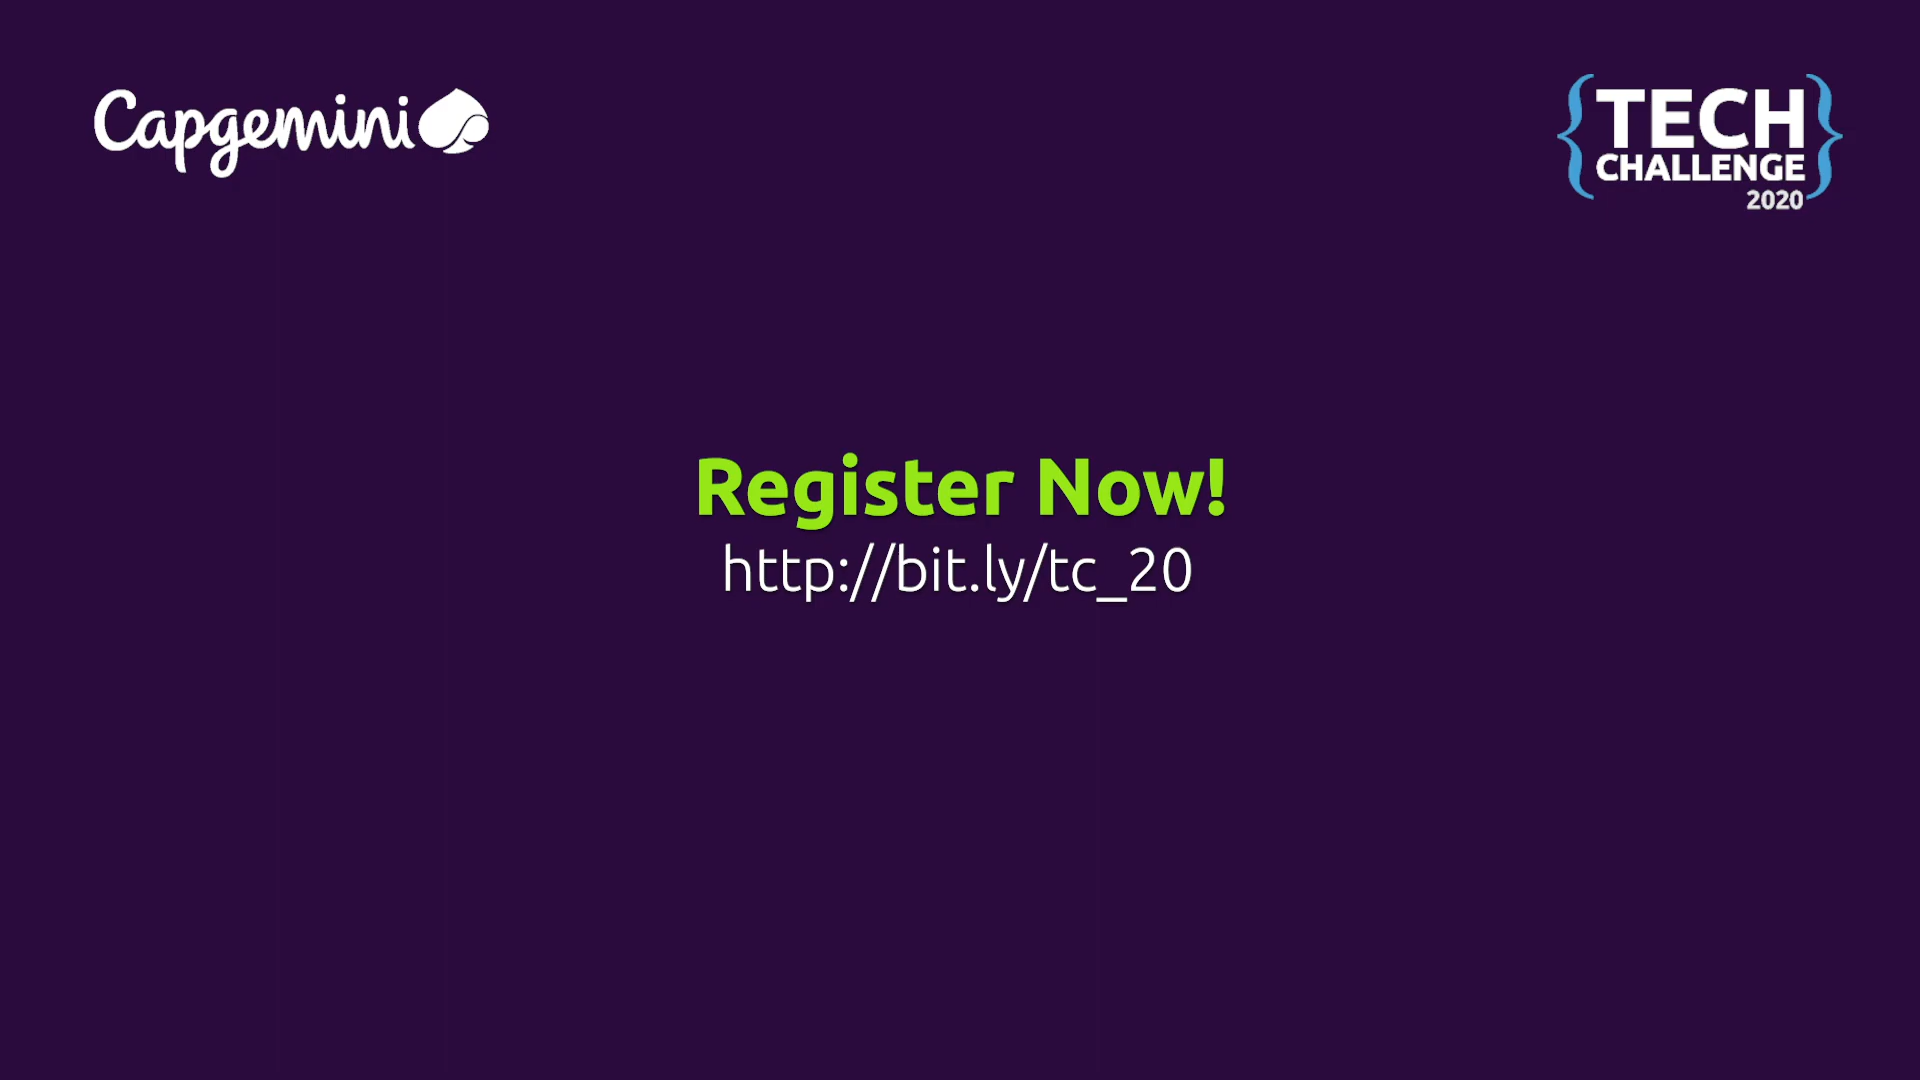 Capgemini
TECH
CHALLENGE
2020
Register Now!
http://bit.ly/tc_20